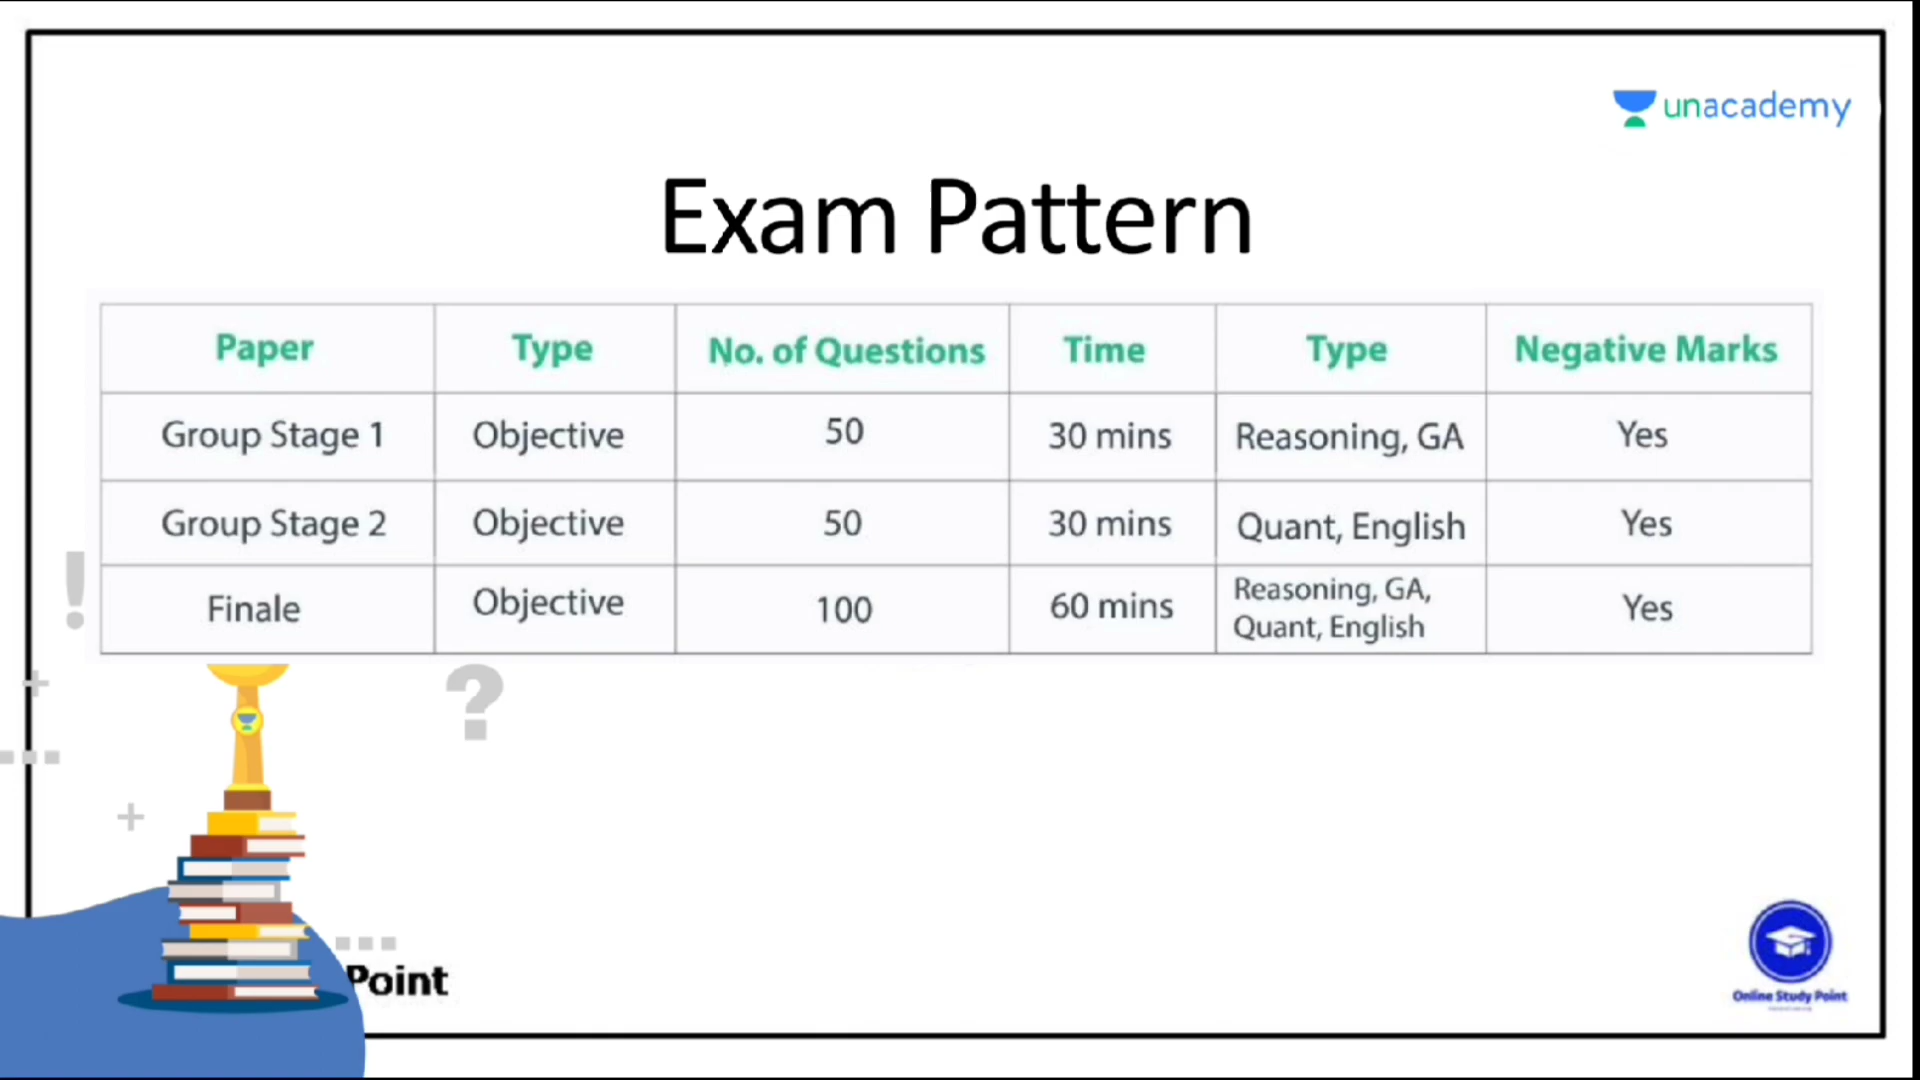 unacademy
Exam Pattern
Paper Type No. of Questions Time Type Negative Marks
Group Stage 1 Objective 50 30 mins Reasoning, GA Yes
Group Stage 2 Objective 50 30 mins Quant, English Yes
Finale Objective 100 60 mins Reasoning, GA, Quant, English Yes
Point
Online Study Point